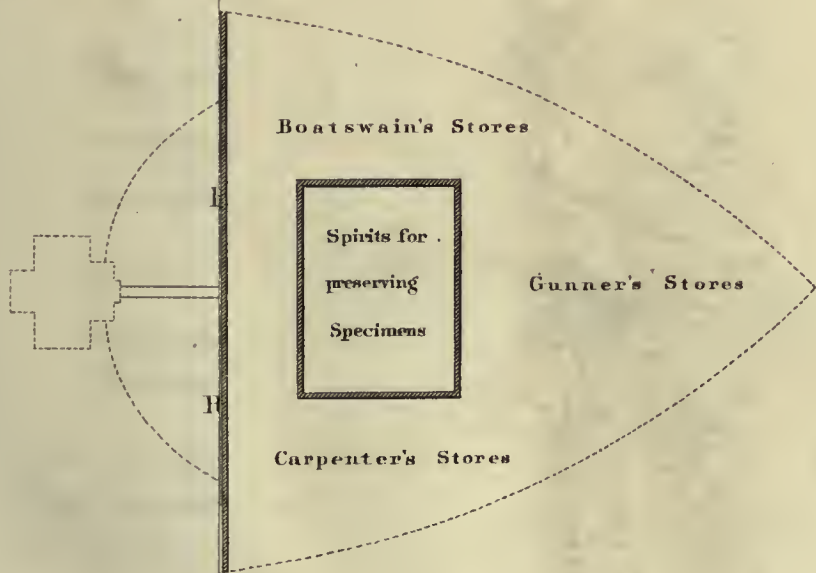 Boatswain's Stores
Spirits for
preserving
Specimens
Gunner's Stores
Carpenter's Stores